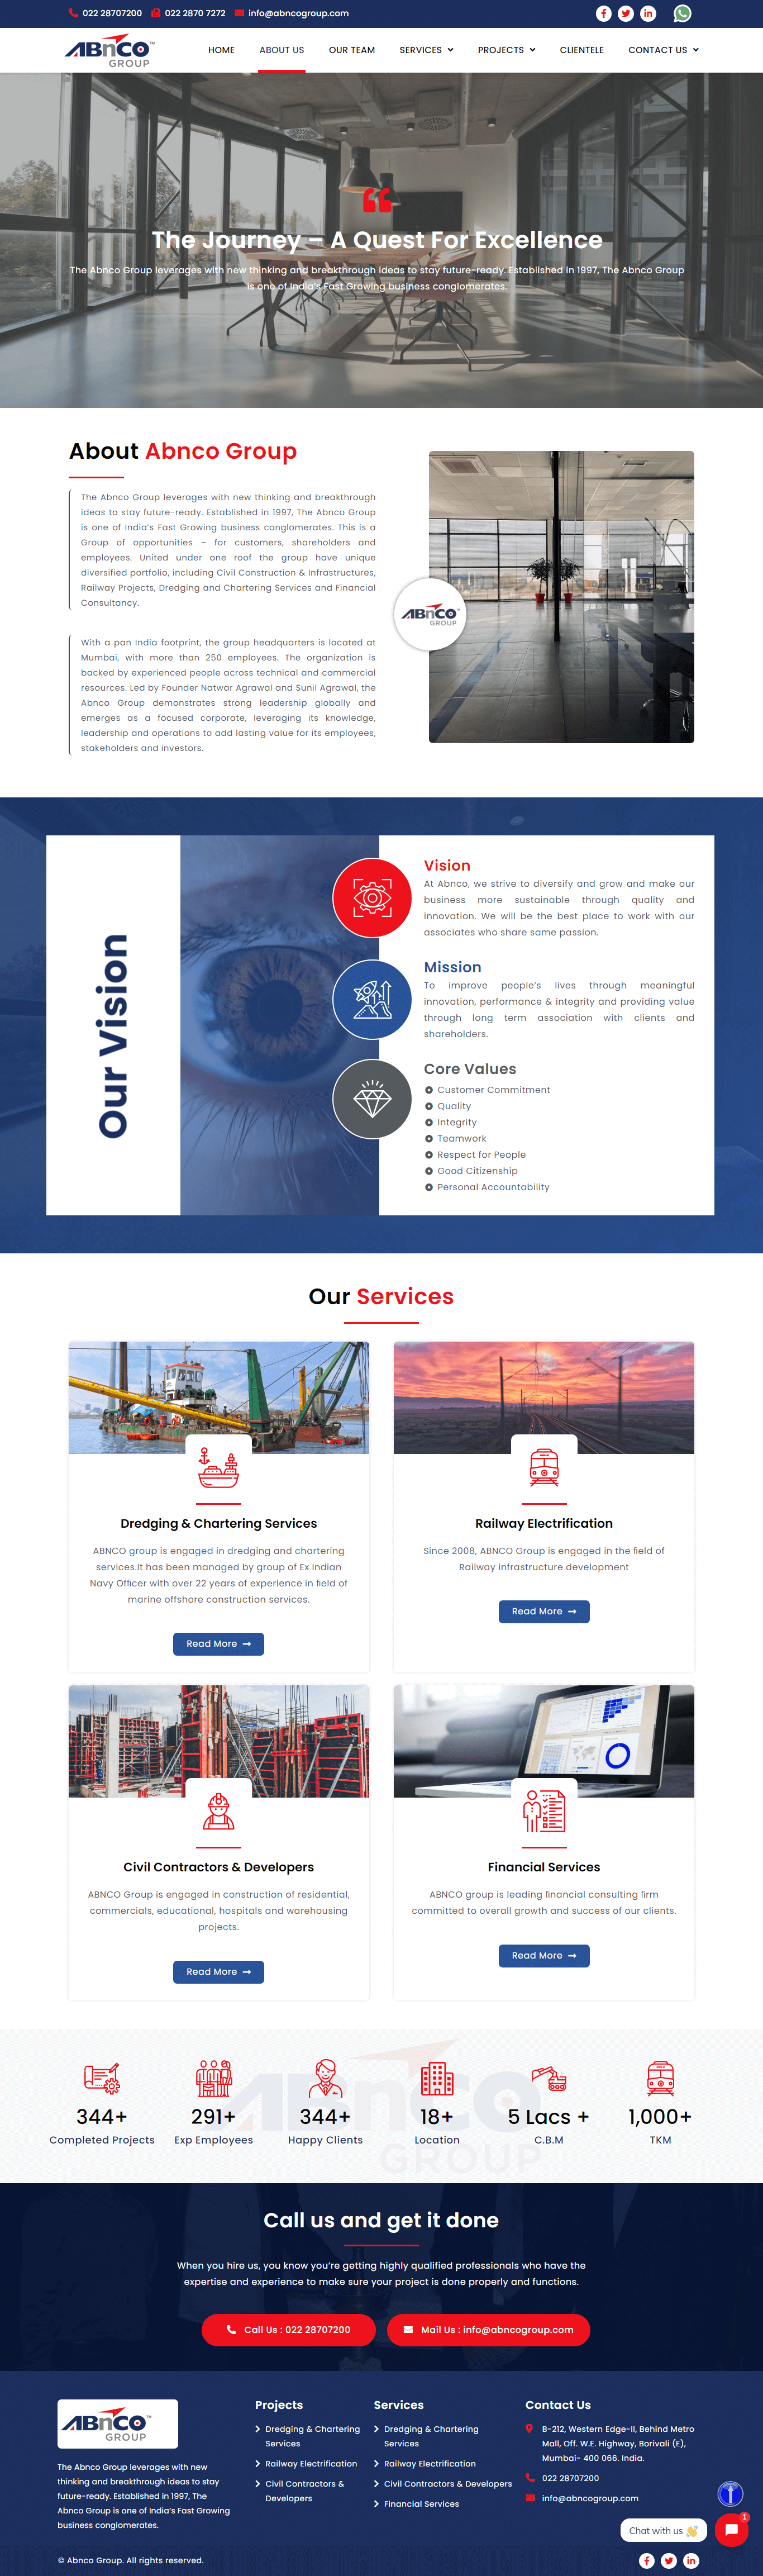 022 28707200
022 2870 7272
info@abncogroup.com
ABNCO™
GROUP
HOME
ABOUT US
OUR TEAM
SERVICES
PROJECTS
CLIENTELE
CONTACT US
The Journey – A Quest For Excellence
The Abnco Group leverages with new thinking and breakthrough ideas to stay future-ready. Established in 1997, The Abnco Group
is one of India's Fast Growing business conglomerates.
About Abnco Group
The Abnco Group leverages with new thinking and breakthrough
ideas to stay future-ready. Established in 1997, The Abnco Group
is one of India's Fast Growing business conglomerates. This is a
Group of opportunities – for customers, shareholders and
employees. United under one roof the group have unique
diversified portfolio, including Civil Construction & Infrastructures,
Railway Projects, Dredging and Chartering Services and Financial
Consultancy.
With a pan India footprint, the group headquarters is located at
Mumbai, with more than 250 employees. The organization is
backed by experienced people across technical and commercial
resources. Led by Founder Natwar Agrawal and Sunil Agrawal, the
Abnco Group demonstrates strong leadership globally and
emerges as a focused corporate, leveraging its knowledge,
leadership and operations to add lasting value for its employees,
stakeholders and investors.
ABNCO™
GROUP
Our Vision
Vision
At Abnco, we strive to diversify and grow and make our
business more sustainable through quality and
innovation. We will be the best place to work with our
associates who share same passion.
Mission
To improve people's lives through meaningful
innovation, performance & integrity and providing value
through long term association with clients and
shareholders.
Core Values
Customer Commitment
Quality
Integrity
Teamwork
Respect for People
Good Citizenship
Personal Accountability
Our Services
Dredging & Chartering Services
ABNCO group is engaged in dredging and chartering
services.It has been managed by group of Ex Indian
Navy Officer with over 22 years of experience in field of
marine offshore construction services.
Read More
Railway Electrification
Since 2008, ABNCO Group is engaged in the field of
Railway infrastructure development
Read More
Civil Contractors & Developers
ABNCO Group is engaged in construction of residential,
commercials, educational, hospitals and warehousing
projects.
Read More
Financial Services
ABNCO group is leading financial consulting firm
committed to overall growth and success of our clients.
Read More
ABNCO
GROUP
344+
Completed Projects
291+
Exp Employees
344+
Happy Clients
18+
Location
5 Lacs +
C.B.M
1,000+
TKM
Call us and get it done
When you hire us, you know you're getting highly qualified professionals who have the
expertise and experience to make sure your project is done properly and functions.
Call Us : 022 28707200
Mail Us : info@abncogroup.com
ABNCO™
GROUP
The Abnco Group leverages with new
thinking and breakthrough ideas to stay
future-ready. Established in 1997, The
Abnco Group is one of India's Fast Growing
business conglomerates.
Projects
Dredging & Chartering
Services
Railway Electrification
Civil Contractors &
Developers
Services
Dredging & Chartering
Services
Railway Electrification
Civil Contractors & Developers
Financial Services
Contact Us
B-212, Western Edge-II, Behind Metro
Mall, Off. W.E. Highway, Borivali (E),
Mumbai- 400 066. India.
022 28707200
info@abncogroup.com
Chat with us 👋
1
© Abnco Group. All rights reserved.